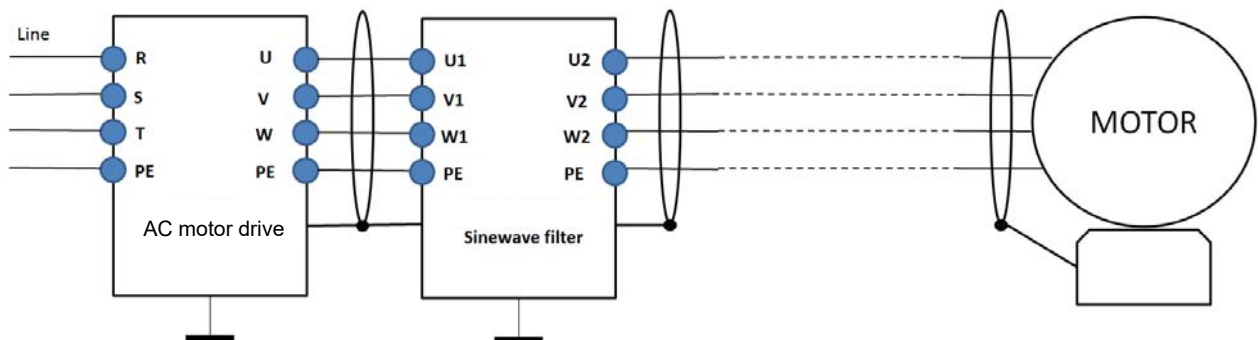 Line
R U U1 U2
S V V1 V2
T W W1 W2
PE PE PE PE
MOTOR
AC motor drive
Sinewave filter